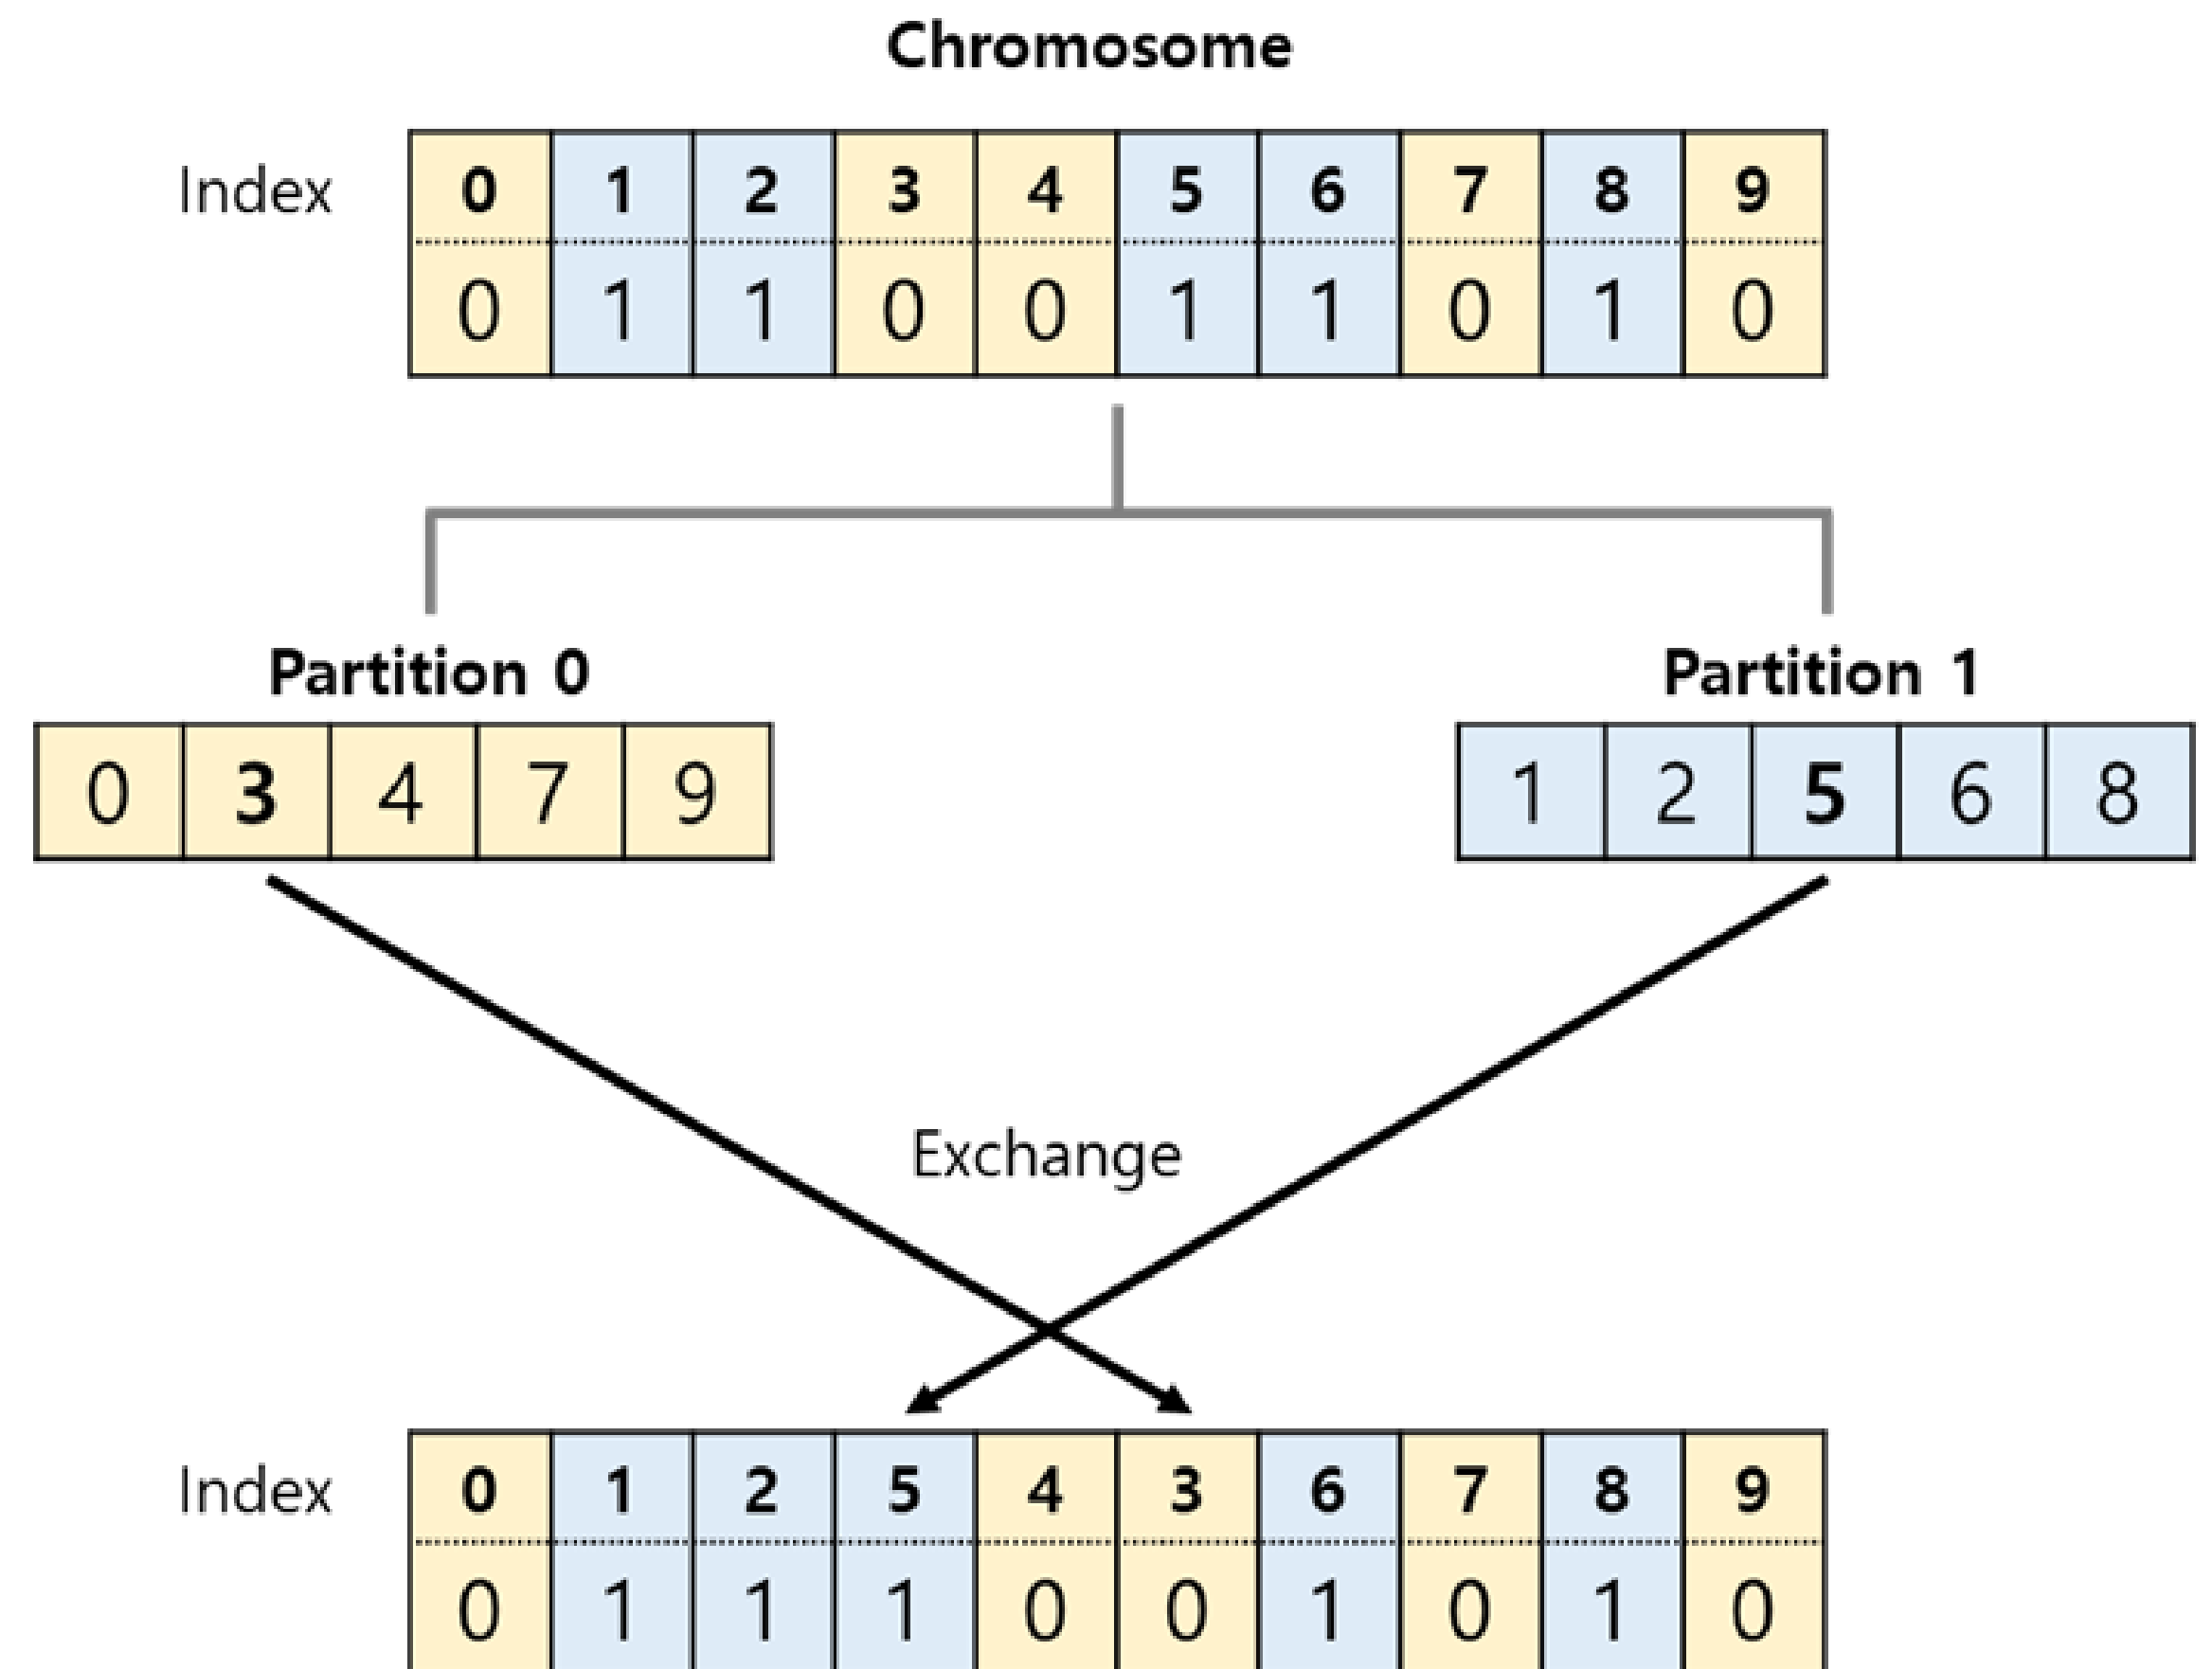 Chromosome
Index 0 1 2 3 4 5 6 7 8 9
0 1 1 0 0 1 1 0 1 0
Partition 0
0 3 4 7 9
Partition 1
1 2 5 6 8
Exchange
Index 0 1 2 5 4 3 6 7 8 9
0 1 1 1 0 0 1 0 1 0